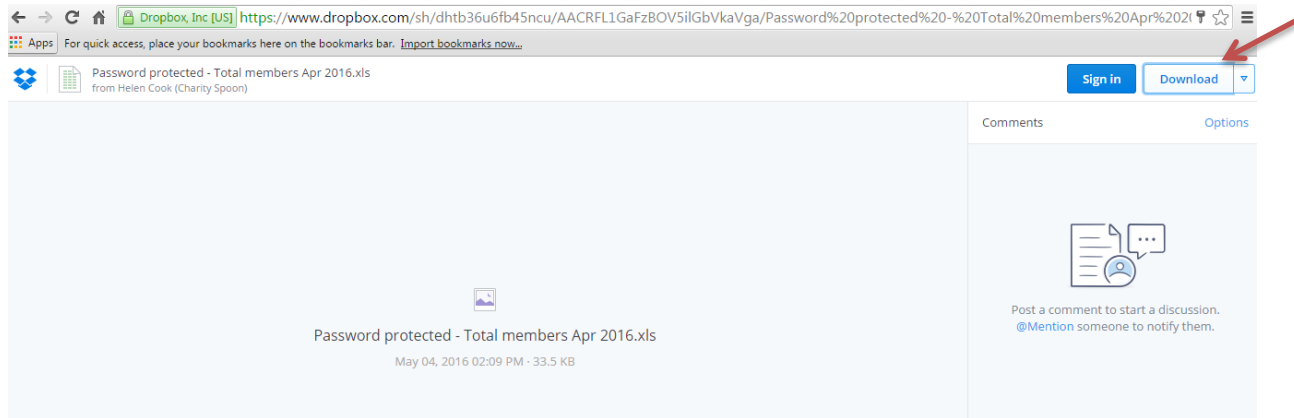 Dropbox, Inc [US] https://www.dropbox.com/sh/dhtb36u6fb45ncu/AACRFL1GaFzBOV5ilGbVkaVga/Password%20protected%20-%20Total%20members%20Apr%202(
Apps For quick access, place your bookmarks here on the bookmarks bar. Import bookmarks now...
Password protected - Total members Apr 2016.xls
from Helen Cook (Charity Spoon)
Sign in Download
Comments Options
Password protected - Total members Apr 2016.xls
May 04, 2016 02:09 PM · 33.5 KB
Post a comment to start a discussion.
@Mention someone to notify them.